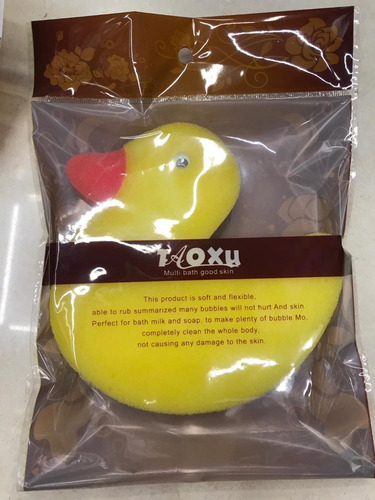 TAOXu
Multi bath good skin
This product is soft and flexible,
able to rub summarized many bubbles will not hurt And skin.
Perfect for bath milk and soap, to make plenty of bubble Mo.
completely clean the whole body,
not causing any damage to the skin.